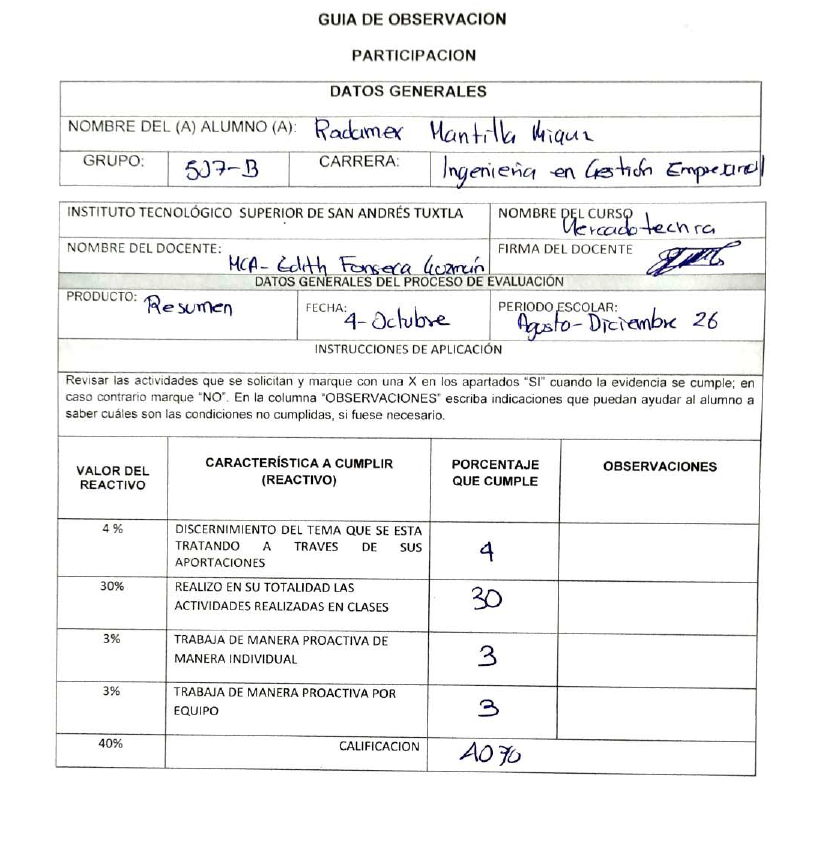 GUIA DE OBSERVACION
PARTICIPACION
DATOS GENERALES
NOMBRE DEL (A) ALUMNO (A): Radamex Mantilla
GRUPO: 507-B CARRERA: Ingeniería en Gestión Empresarial
INSTITUTO TECNOLÓGICO SUPERIOR DE SAN ANDRÉS TUXTLA NOMBRE DEL CURSO Mercadotecnia
NOMBRE DEL DOCENTE: MCA- Edith Fonseca Guzmán FIRMA DEL DOCENTE
DATOS GENERALES DEL PROCESO DE EVALUACIÓN
PRODUCTO: Resumen FECHA: 4-Octubre PERIODO ESCOLAR: Agosto-Diciembre 26
INSTRUCCIONES DE APLICACIÓN
Revisar las actividades que se solicitan y marque con una X en los apartados "SI" cuando la evidencia se cumple; en
caso contrario marque "NO". En la columna "OBSERVACIONES" escriba indicaciones que puedan ayudar al alumno a
saber cuáles son las condiciones no cumplidas, si fuese necesario.
VALOR DEL REACTIVO
CARACTERÍSTICA A CUMPLIR
(REACTIVO)
PORCENTAJE
QUE CUMPLE
OBSERVACIONES
4 % DISCERNIMIENTO DEL TEMA QUE SE ESTA
TRATANDO A TRAVES DE SUS
APORTACIONES
4
30% REALIZO EN SU TOTALIDAD LAS
ACTIVIDADES REALIZADAS EN CLASES
30
3% TRABAJA DE MANERA PROACTIVA DE
MANERA INDIVIDUAL
3
3% TRABAJA DE MANERA PROACTIVA POR
EQUIPO
3
40% CALIFICACION 40%